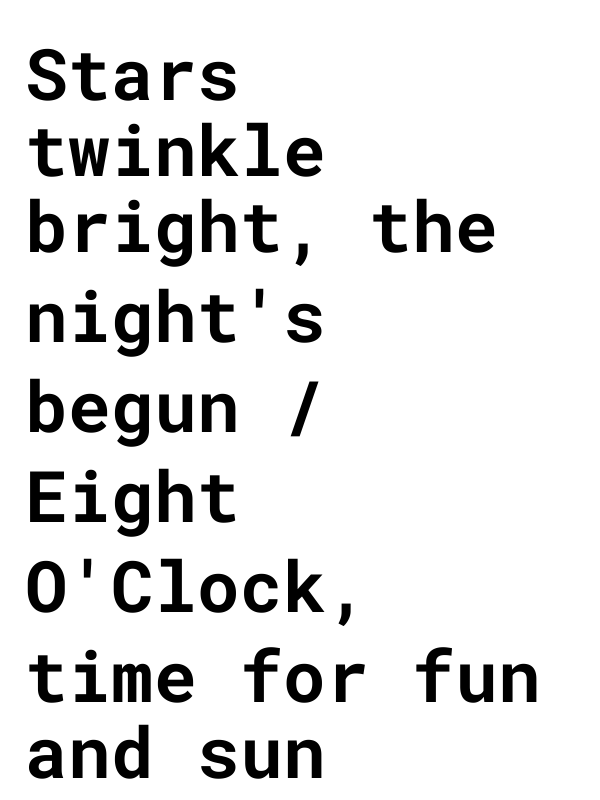 Stars
twinkle
bright, the
night's
begun /
Eight
O'Clock,
time for fun
and sun